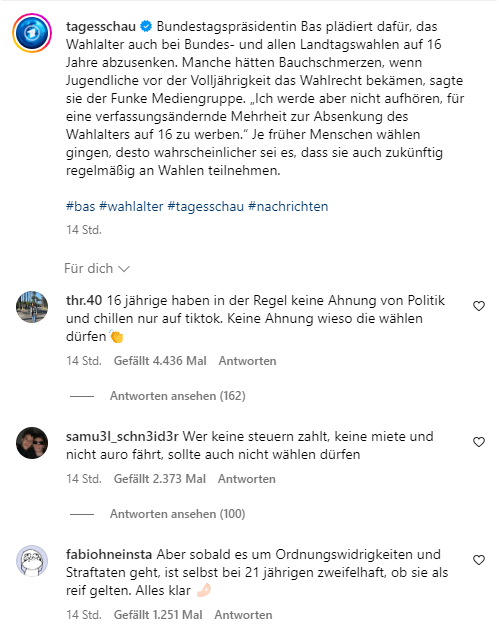 tagesschau Bundestagspräsidentin Bas plädiert dafür, das
Wahlalter auch bei Bundes- und allen Landtagswahlen auf 16
Jahre abzusenken. Manche hätten Bauchschmerzen, wenn
Jugendliche vor der Volljährigkeit das Wahlrecht bekämen, sagte
sie der Funke Mediengruppe. „Ich werde aber nicht aufhören, für
eine verfassungsändernde Mehrheit zur Absenkung des
Wahlalters auf 16 zu werben.“ Je früher Menschen wählen
gingen, desto wahrscheinlicher sei es, dass sie auch zukünftig
regelmäßig an Wahlen teilnehmen.
#bas #wahlalter #tagesschau #nachrichten
14 Std.
Für dich
thr.40 16 jährige haben in der Regel keine Ahnung von Politik
und chillen nur auf tiktok. Keine Ahnung wieso die wählen
dürfen👏
14 Std. Gefällt 4.436 Mal Antworten
Antworten ansehen (162)
samu3l_schn3id3r Wer keine steuern zahlt, keine miete und
nicht auro fährt, sollte auch nicht wählen dürfen
14 Std. Gefällt 2.373 Mal Antworten
Antworten ansehen (100)
fabiohneinsta Aber sobald es um Ordnungswidrigkeiten und
Straftaten geht, ist selbst bei 21 jährigen zweifelhaft, ob sie als
reif gelten. Alles klar 🤌🏻
14 Std. Gefällt 1.251 Mal Antworten